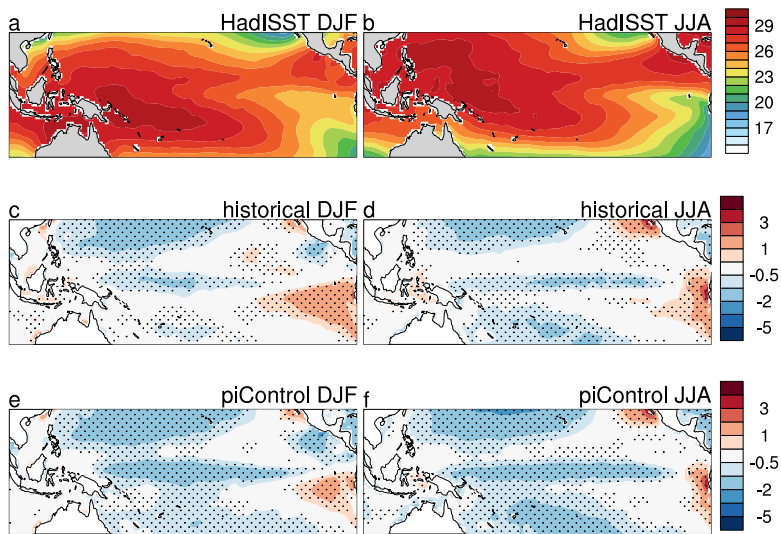 a HadISST DJF
b HadISST JJA
29
26
23
20
17
c historical DJF
d historical JJA
3
1
-0.5
-2
-5
e piControl DJF
f piControl JJA
3
1
-0.5
-2
-5